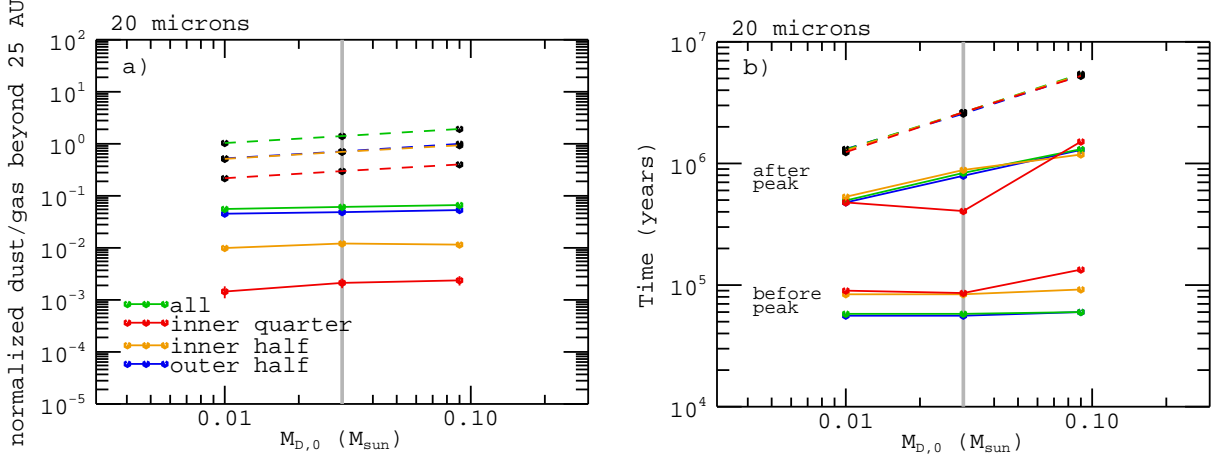 20 microns
a)
normalized dust/gas beyond 25 AU
10^2
10^1
10^0
10^-1
10^-2
10^-3
10^-4
10^-5
all
inner quarter
inner half
outer half
0.01
0.10
M_D,0 (M_sun)
20 microns
b)
Time (years)
10^7
10^6
10^5
10^4
after
peak
before
peak
0.01
0.10
M_D,0 (M_sun)